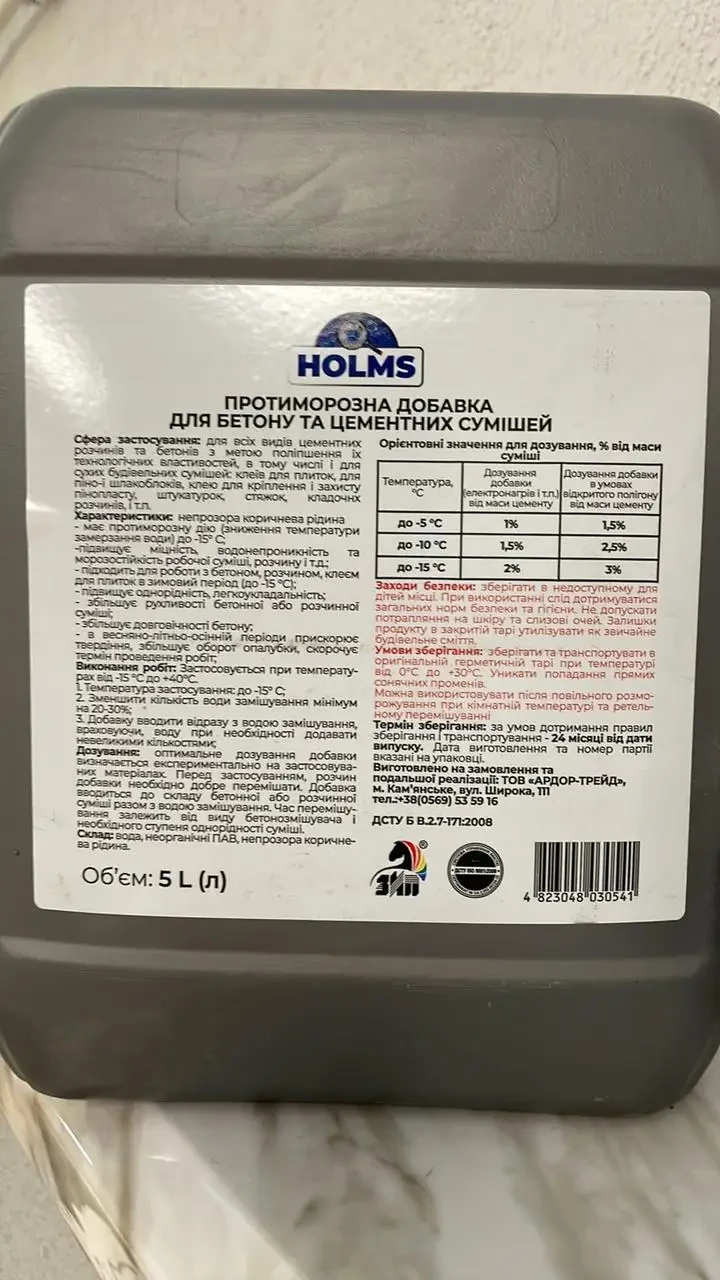 HOLMS
ПРОТИМОРОЗНА ДОБАВКА
ДЛЯ БЕТОНУ ТА ЦЕМЕНТНИХ СУМІШЕЙ
Сфера застосування: для всіх видів цементних
розчинів та бетонів з метою поліпшення їх
технологічних властивостей, в тому числі і для
сухих будівельних сумішей: клеїв для плиток, для
піно-і шлакоблоків, клею для кріплення і захисту
пінопласту, штукатурок, стяжок, кладочнх
розчинів, і т.п.
Характеристики: непрозора коричнева рідина
- має протиморозну дію (зниження температури
замерзання води) до -15° С;
-підвищує міцність, водонепроникність та
морозостійкість робочої суміші, розчину і т.д.;
- підходить для роботи з бетоном, розчином, клеєм
для плиток в зимовий період (до -15 °С);
- підвищує однорідність, легкоукладальність;
- збільшує рухливості бетонної або розчинної
суміші;
- збільшує довговічності бетону;
- в весняно-літньо-осінній періоди прискорює
твердіння, збільшує оборот опалубки, скорочує
термін проведення робіт;
Виконання робіт: Застосовується при температу-
рах від -15 °С до +40°С.
1. Температура застосування: до -15° С;
2. Зменшити кількість води замішування мінімум
на 20-30%;
3. Добавку вводити відразу з водою замішування,
враховуючи, воду при необхідності додавати
невеликими кількостями;
Дозування: оптимальне дозування добавки
визначається експериментально на застосовува-
них матеріалах. Перед застосуванням, розчин
добавки необхідно добре перемішати. Добавка
вводиться до складу бетонної або розчинної
суміші разом з водою замішування. Час перемішу-
вання залежить від виду бетонозмішувача і
необхідного ступеня однорідності суміші.
Склад: вода, неорганічні ПАВ, непрозора коричне-
ва рідина.
Об'єм: 5 L (л)
Орієнтовні значення для дозування, % від маси
суміші
Температура, °С
Дозування добавки (електронагрів і т.п.) від маси цементу
Дозування добавки в умовах відкритого полігону від маси цементу
до -5 °С 1% 1,5%
до -10 °С 1,5% 2,5%
до -15 °С 2% 3%
Заходи безпеки: зберігати в недоступному для
дітей місці. При використанні слід дотримуватися
загальних норм безпеки та гігієни. Не допускати
потрапляння на шкіру та слизові очей. Залишки
продукту в закритій тарі утилізувати як звичайне
будівельне сміття.
Умови зберігання: зберігати та транспортувати в
оригінальній герметичній тарі при температурі
від 0°С до +30°С. Уникати попадання прямих
сонячних променів.
Можна використовувати після повільного розмо-
рожування при кімнатній температурі та ретель-
ному перемішуванні
Термін зберігання: за умов дотримання правил
зберігання і транспортування - 24 місяці від дати
випуску. Дата виготовлення та номер партії
вказані на упаковці.
Виготовлено на замовлення та
подальшої реалізації: ТОВ «АРДОР-ТРЕЙД»,
м. Кам'янське, вул. Широка, 111
тел.:+38(0569) 53 59 16
ДСТУ Б В.2.7-171:2008
ЗИП
®
ДСТУ ISO 9001:2009
4 823048 030541